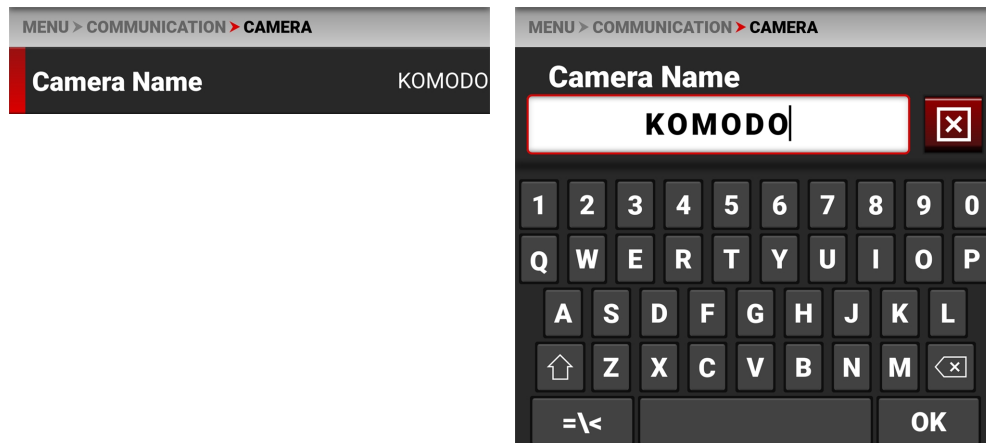 MENU > COMMUNICATION > CAMERA
Camera Name KOMODO
MENU > COMMUNICATION > CAMERA
Camera Name
KOMODO
1 2 3 4 5 6 7 8 9 0
Q W E R T Y U I O P
A S D F G H J K L
Z X C V B N M
=\< OK